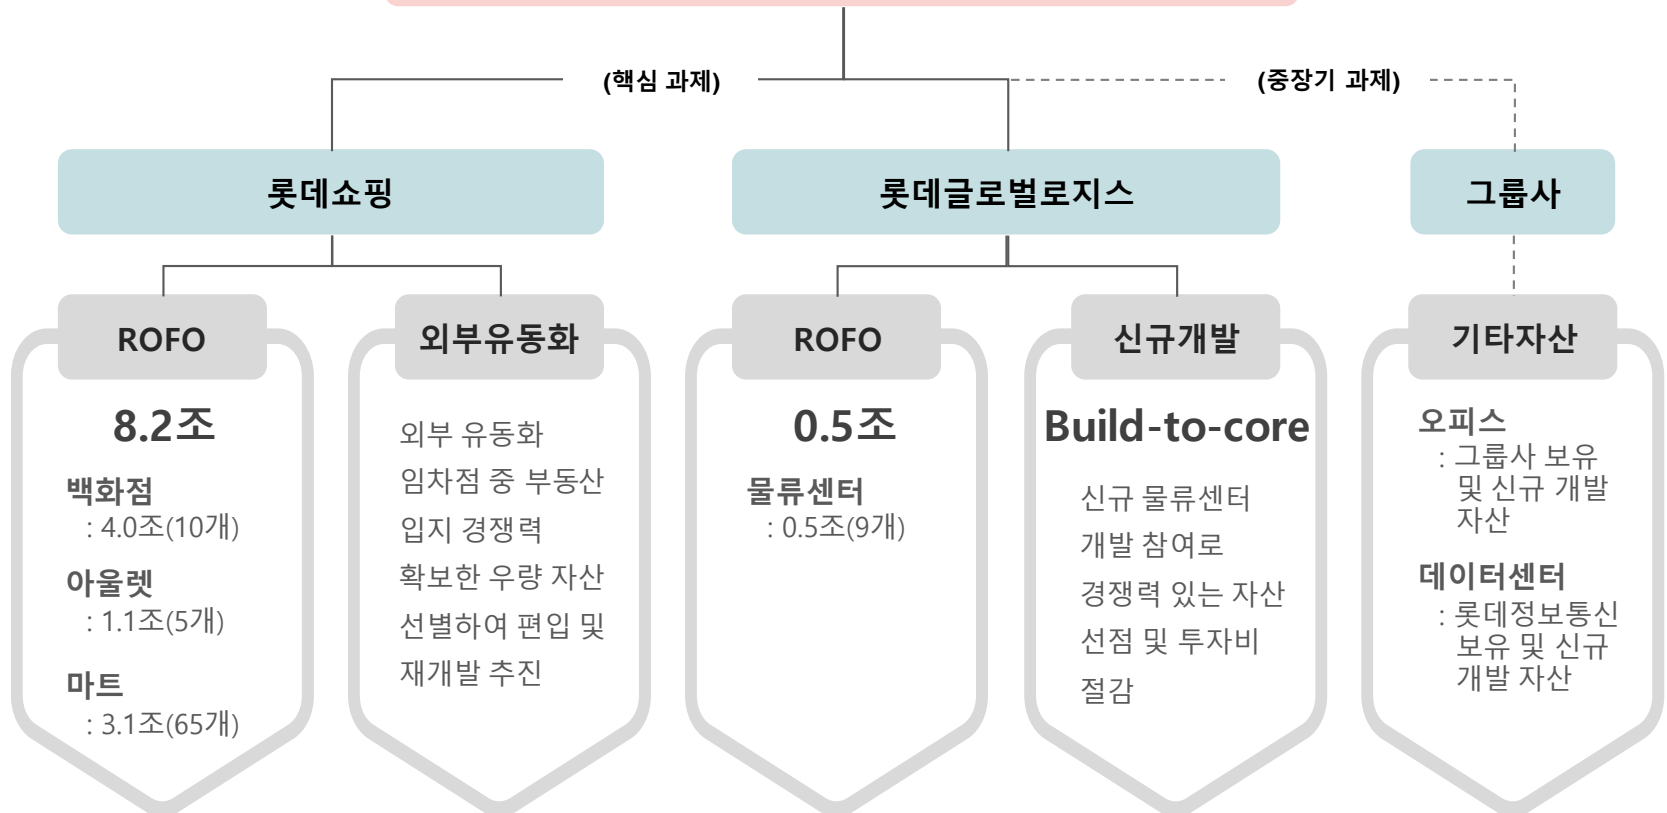 (핵심 과제)
(중장기 과제)
롯데쇼핑
롯데글로벌로지스
그룹사
ROFO
8.2조
백화점
: 4.0조(10개)
아울렛
: 1.1조(5개)
마트
: 3.1조(65개)
외부유동화
외부 유동화
임차점 중 부동산
입지 경쟁력
확보한 우량 자산
선별하여 편입 및
재개발 추진
ROFO
0.5조
물류센터
: 0.5조(9개)
신규개발
Build-to-core
신규 물류센터
개발 참여로
경쟁력 있는 자산
선점 및 투자비
절감
기타자산
오피스
: 그룹사 보유
및 신규 개발
자산
데이터센터
: 롯데정보통신
보유 및 신규
개발 자산